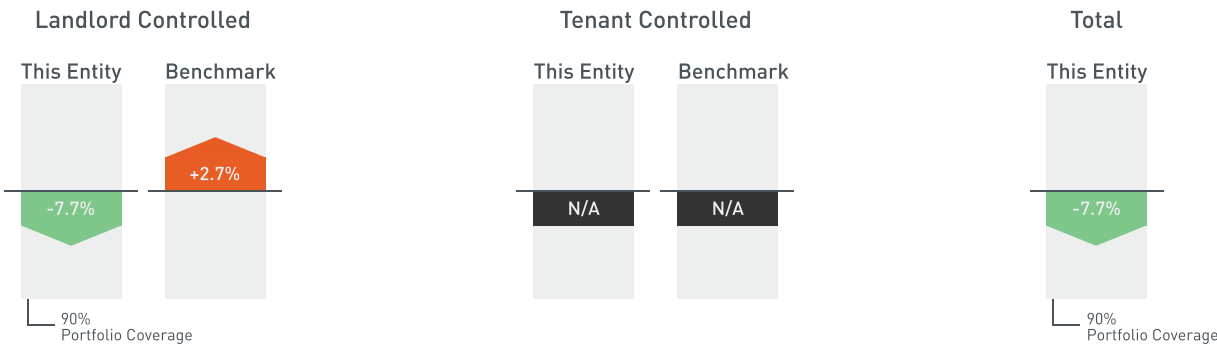 Landlord Controlled
Tenant Controlled
Total
This Entity
Benchmark
This Entity
Benchmark
This Entity
+2.7%
-7.7%
N/A
N/A
-7.7%
90%
Portfolio Coverage
90%
Portfolio Coverage